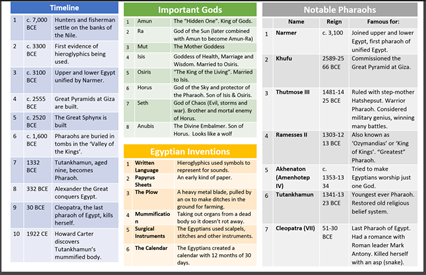 Timeline
1 c. 7,000 BCE Hunters and fisherman settle on the banks of the Nile.
2 c. 3300 BCE First evidence of hieroglyphics being used.
3 c. 3100 BCE Upper and lower Egypt unified by Narmer.
4 c. 2555 BCE Great Pyramids at Giza are built.
5 c. 2520 BCE The Great Sphynx is built
6 c. 1,600 BCE Pharaohs are buried in tombs in the 'Valley of the Kings'.
7 1332 BCE Tutankhamun, aged nine, becomes Pharaoh.
8 332 BCE Alexander the Great conquers Egypt.
9 30 BCE Cleopatra, the last pharaoh of Egypt, kills herself.
10 1922 CE Howard Carter discovers Tutankhamun's mummified body.
Important Gods
1 Amun The "Hidden One". King of Gods.
2 Ra God of the Sun (later combined with Amun to become Amun-Ra)
3 Mut The Mother Goddess
4 Isis Goddess of Health, Marriage and Wisdom. Married to Osiris.
5 Osiris "The King of the Living". Married to Isis.
6 Horus God of the Sky and protector of the Pharaoh. Son of Isis & Osiris.
7 Seth God of Chaos (Evil, storms and war). Brother and mortal enemy of Horus.
8 Anubis The Divine Embalmer. Son of Horus. Looks like a wolf
Egyptian Inventions
1 Written Language Hieroglyphics used symbols to represent for sounds.
2 Papyrus Sheets An early kind of paper.
3 The Plow A heavy metal blade, pulled by an ox to make ditches in the ground for farming.
4 Mummification Taking out organs from a dead body so it doesn't rot away.
5 Surgical Instruments The Egyptians used scalpels, stitches and other instruments.
6 The Calendar The Egyptians created a calendar with 12 months of 30 days.
Notable Pharaohs
Name Reign Famous for:
1 Narmer c. 3,100 Joined upper and lower Egypt, first pharaoh of unified Egypt.
2 Khufu 2589-2566 BCE Commissioned the Great Pyramid at Giza.
3 Thutmose III 1481-1425 BCE Ruled with step-mother Hatshepsut. Warrior Pharaoh. Considered military genius, winning many battles.
4 Ramesses II 1303-1213 BCE Also known as 'Ozymandias' or 'King of Kings'. "Greatest" Pharaoh.
5 Akhenaton (Amenhotep IV) c. 1353-1334 Tried to make Egyptians worship just one God.
6 Tutankhamun 1341-1323 BCE Youngest ever Pharaoh. Restored old religious belief system.
7 Cleopatra (VII) 51-30 BCE Last Pharaoh of Egypt. Had a romance with Roman leader Mark Antony. Killed herself with an asp (snake).